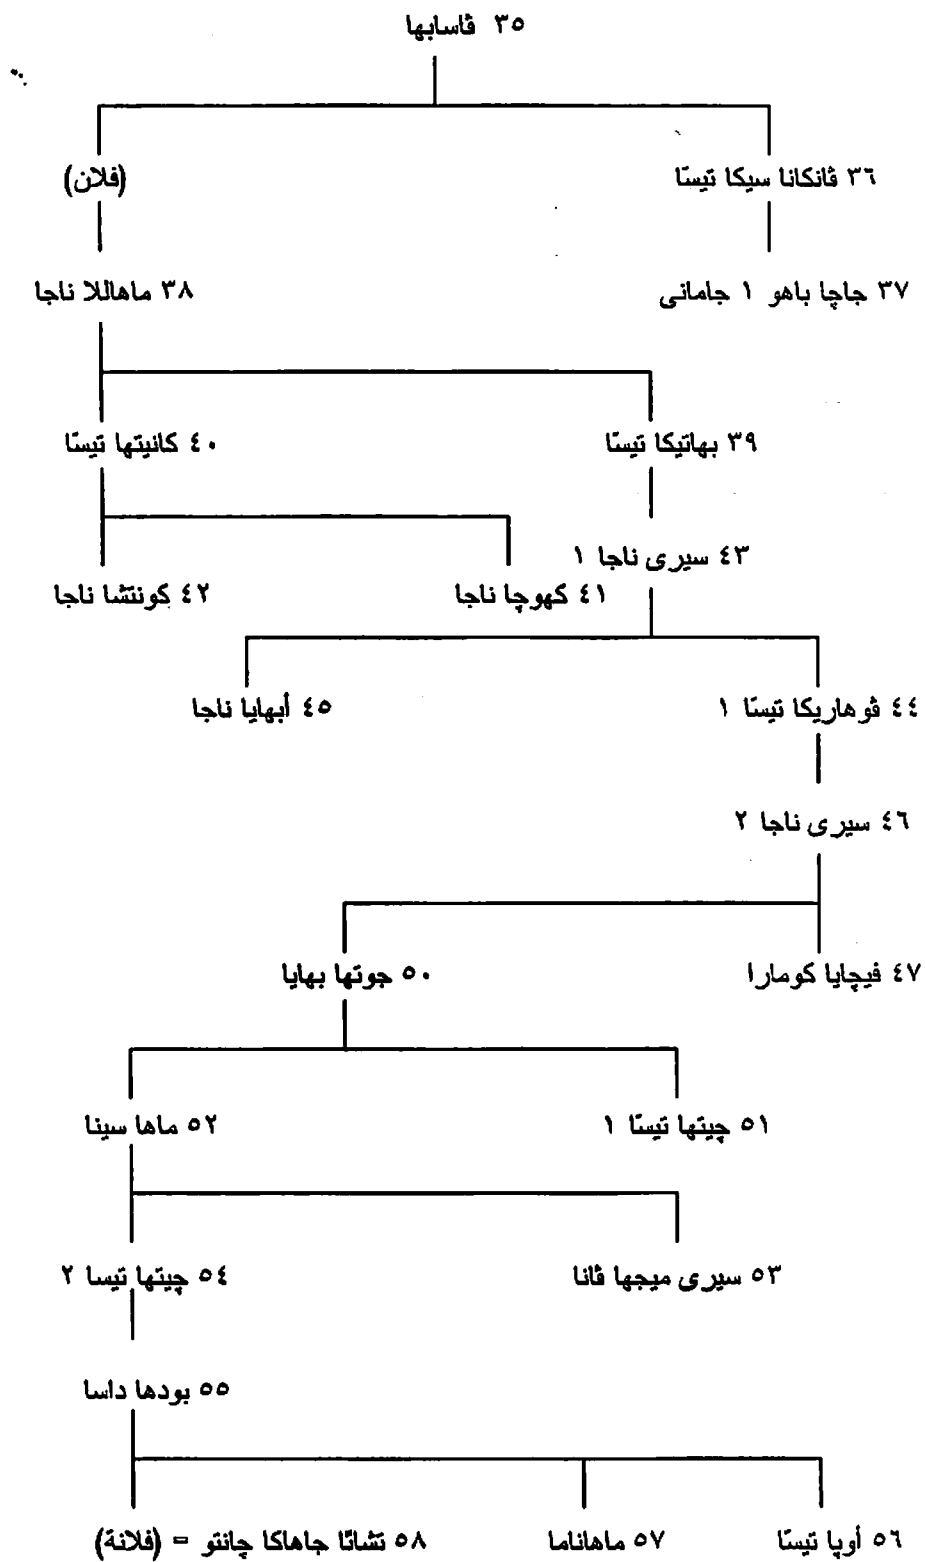 ٣٥ ڤاسابها
٣٦ ڤانكانا سيكا تيسّا (فلان)
٣٧ جاچا باهو ١ جامانى ٣٨ ماهاللا ناجا
٣٩ بهاتيكا تيسّا ٤٠ كانيتها تيسّا
٤٣ سيرى ناجا ١
٤١ كهوچا ناجا ٤٢ كونتشا ناجا
٤٤ ڤوهاريكا تيسّا ١ ٤٥ أبهايا ناجا
٤٦ سيرى ناجا ٢
٤٧ فيچايا كومارا ٥٠ جوتها بهايا
٥١ چيتها تيسّا ١ ٥٢ ماها سينا
٥٣ سيرى ميجها ڤانا ٥٤ چيتها تيسا ٢
٥٥ بودها داسا
٥٦ أوپا تيسّا ٥٧ ماهاناما ٥٨ تشاتّا جاهاكا چانتو = (فلانة)